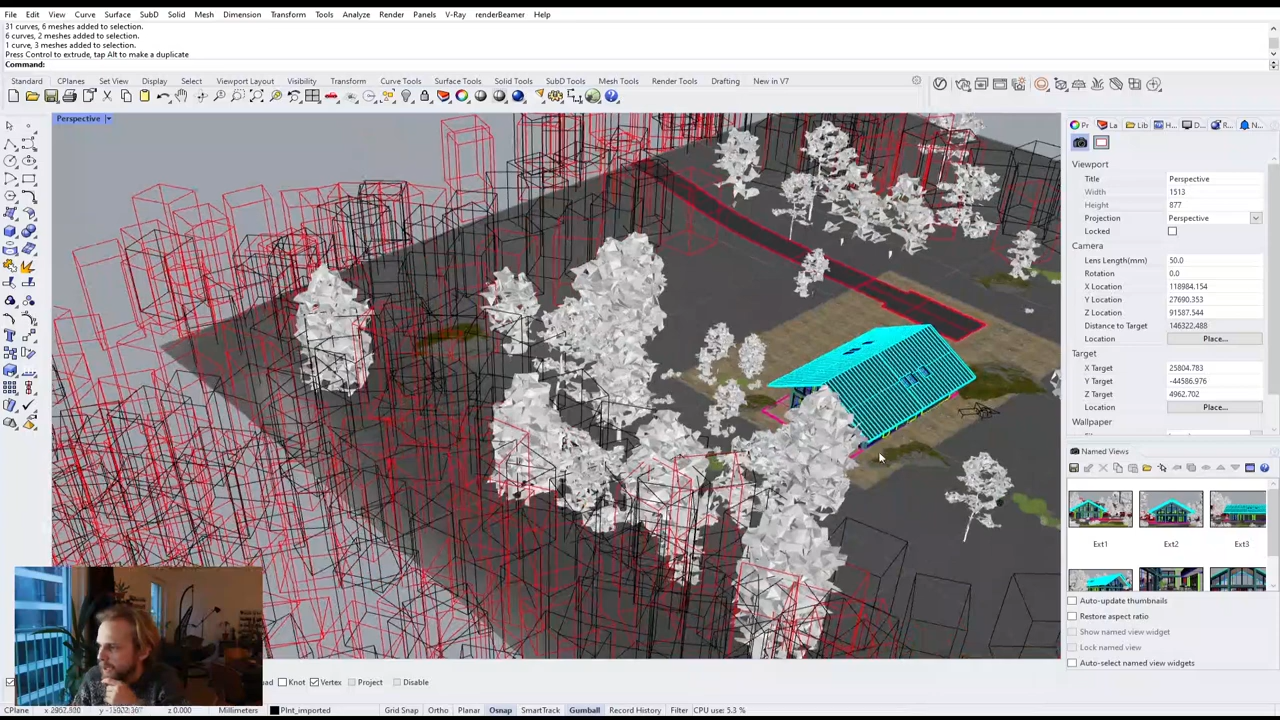 File Edit View Curve Surface SubD Solid Mesh Dimension Transform Tools Analyze Render Panels V-Ray renderBeamer Help
31 curves, 6 meshes added to selection.
6 curves, 2 meshes added to selection.
1 curve, 3 meshes added to selection.
Press Control to extrude, tap Alt to make a duplicate
Command:
Standard CPlanes Set View Display Select Viewport Layout Visibility Transform Curve Tools Surface Tools Solid Tools SubD Tools Mesh Tools Render Tools Drafting New in V7
Perspective
Pr La Lib H... D... R... N...
Viewport
Title Perspective
Width 1513
Height 877
Projection Perspective
Locked
Camera
Lens Length(mm) 50.0
Rotation 0.0
X Location 118984.154
Y Location 27690.353
Z Location 91587.544
Distance to Target 146322.488
Location Place...
Target
X Target 25804.783
Y Target -44586.976
Z Target 4962.702
Location Place...
Wallpaper
Named Views
Ext1 Ext2 Ext3
Auto-update thumbnails
Restore aspect ratio
Show named view widget
Lock named view
Auto-select named view widgets
Knot Vertex Project Disable
CPlane Millimeters PInt_imported Grid Snap Ortho Planar Osnap SmartTrack Gumball Record History Filter CPU use: 5.3 %
z 0.000